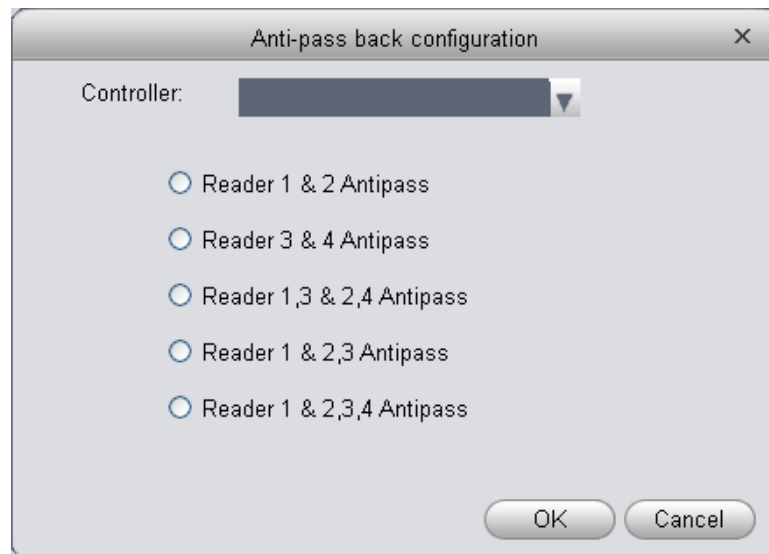 Anti-pass back configuration
Controller:
Reader 1 & 2 Antipass
Reader 3 & 4 Antipass
Reader 1,3 & 2,4 Antipass
Reader 1 & 2,3 Antipass
Reader 1 & 2,3,4 Antipass
OK Cancel